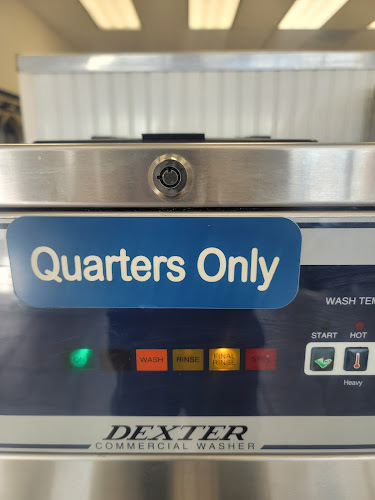 Quarters Only
WASH TEM
START HOT
WASH RINSE FINAL RINSE
Heavy
DEXTER
COMMERCIAL WASHER